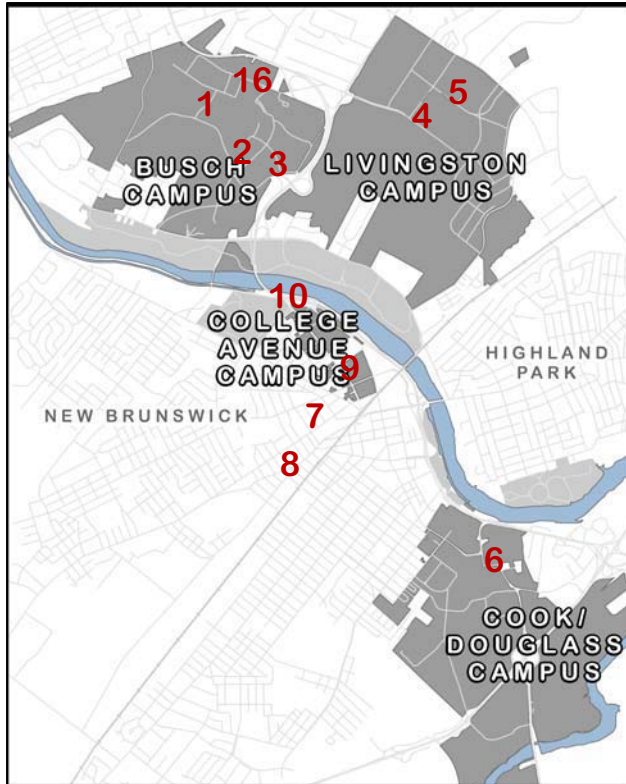 16
1
5
4
2
3
BUSCH
CAMPUS
LIVINGSTON
CAMPUS
10
COLLEGE
AVENUE
CAMPUS
9
HIGHLAND
PARK
7
NEW BRUNSWICK
8
6
COOK/
DOUGLASS
CAMPUS